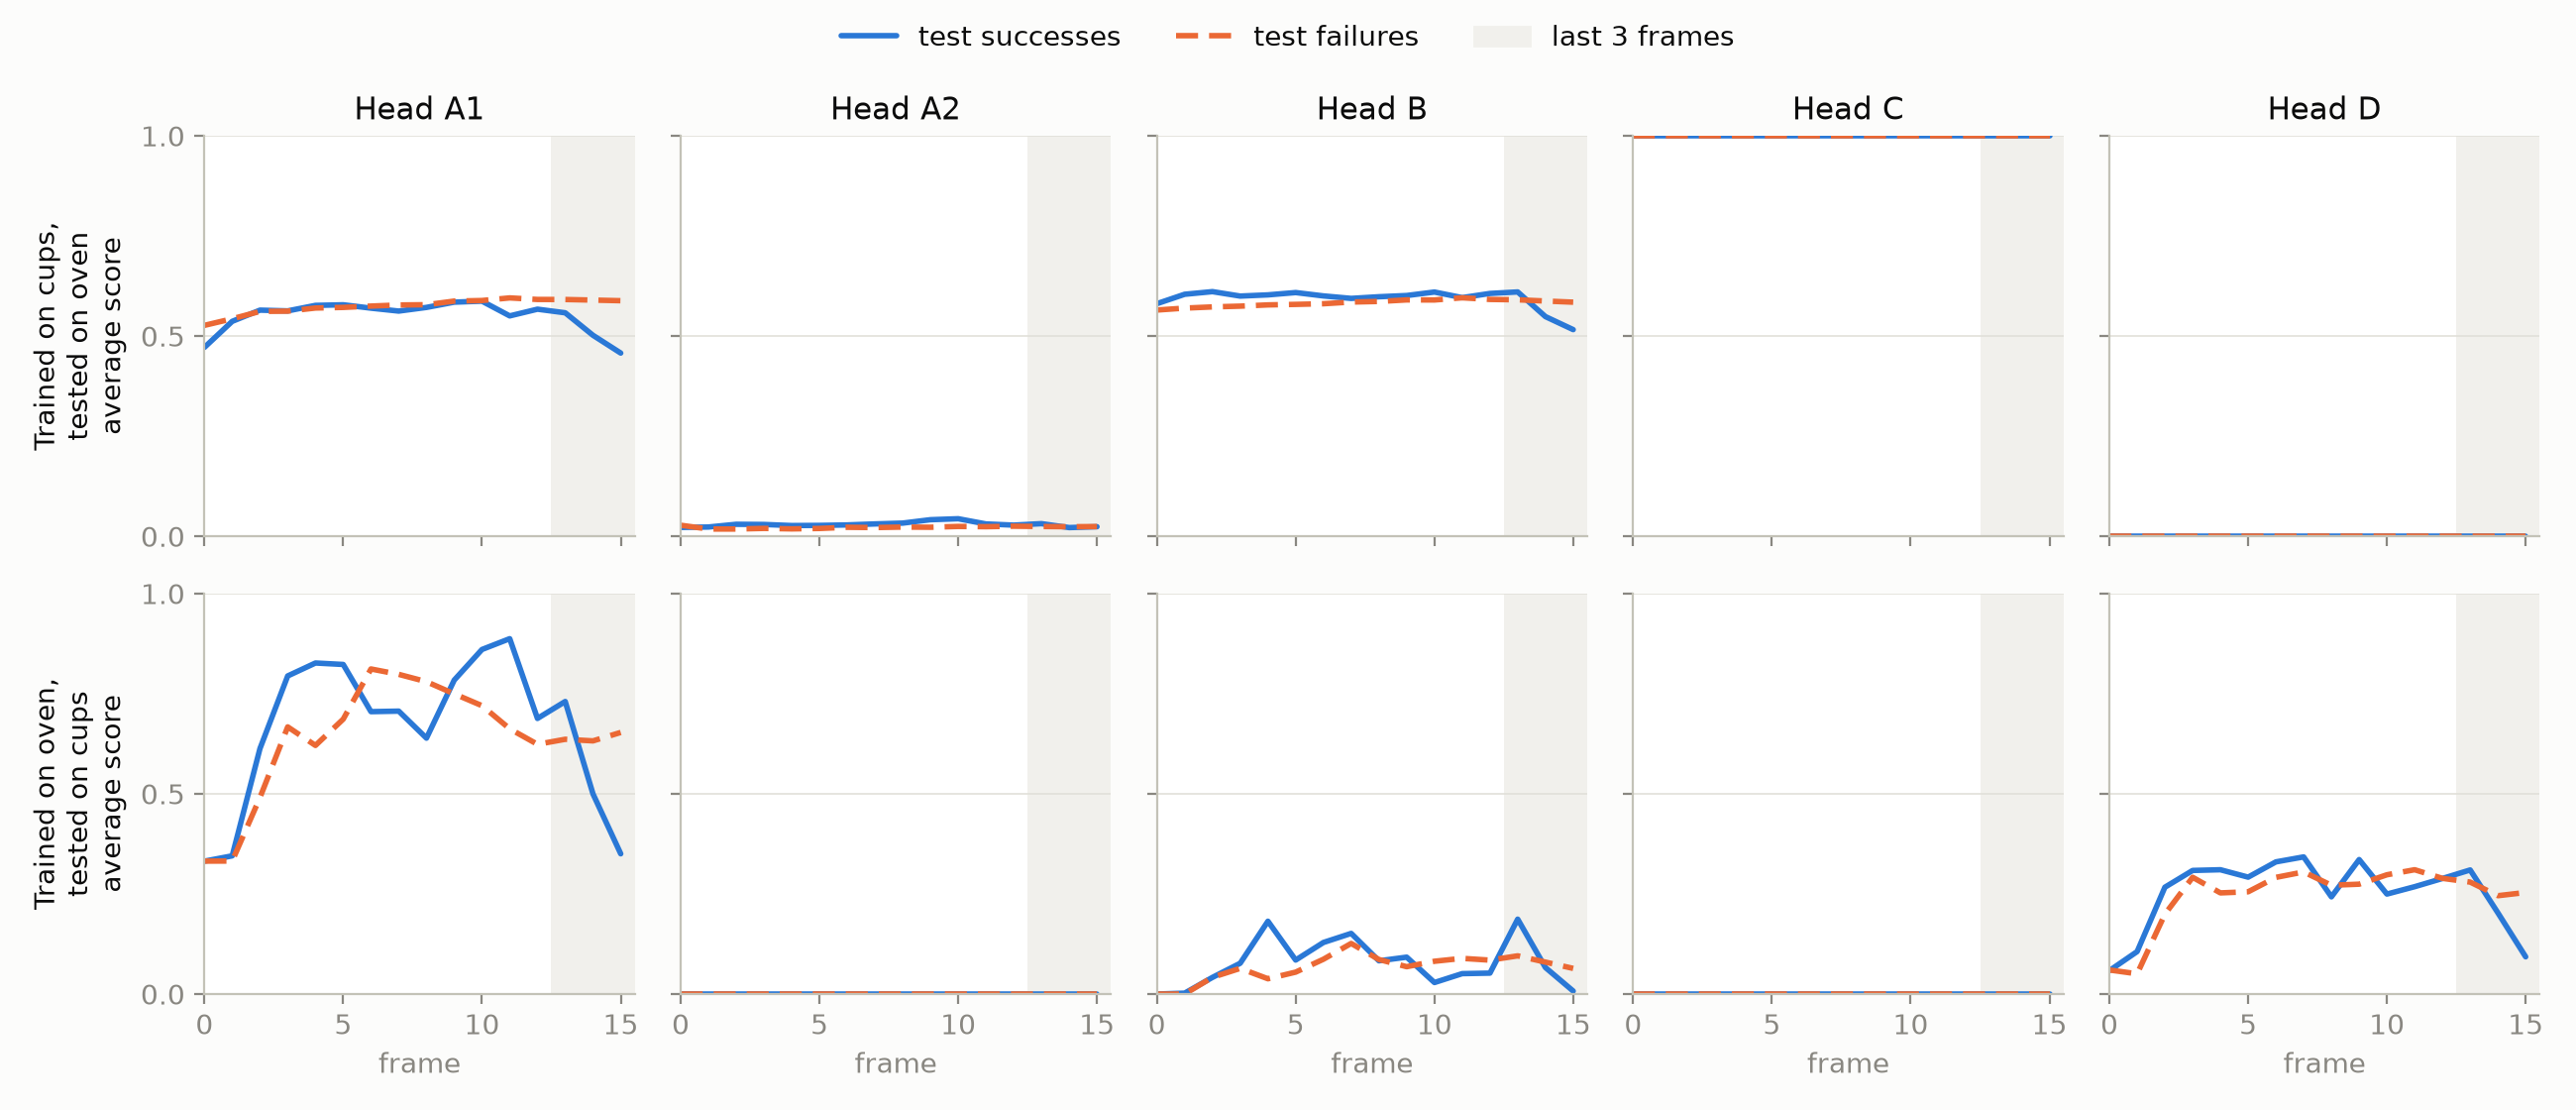 test successes
test failures
last 3 frames
Head A1
Head A2
Head B
Head C
Head D
Trained on cups,
tested on oven
average score
1.0
0.5
0.0
Trained on oven,
tested on cups
average score
1.0
0.5
0.0
0 5 10 15
0 5 10 15
0 5 10 15
0 5 10 15
0 5 10 15
frame
frame
frame
frame
frame